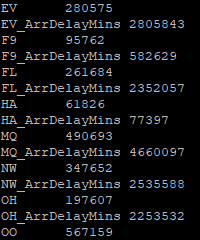 EV 280575
EV_ArrDelayMins 2805843
F9 95762
F9_ArrDelayMins 582629
FL 261684
FL_ArrDelayMins 2352057
HA 61826
HA_ArrDelayMins 77397
MQ 490693
MQ_ArrDelayMins 4660097
NW 347652
NW_ArrDelayMins 2535588
OH 197607
OH_ArrDelayMins 2253532
OO 567159